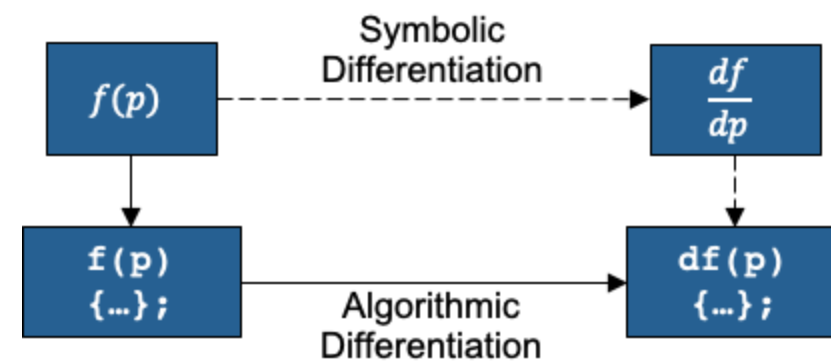 Symbolic
Differentiation
f(p)
df
dp
f(p)
{…};
df(p)
{…};
Algorithmic
Differentiation